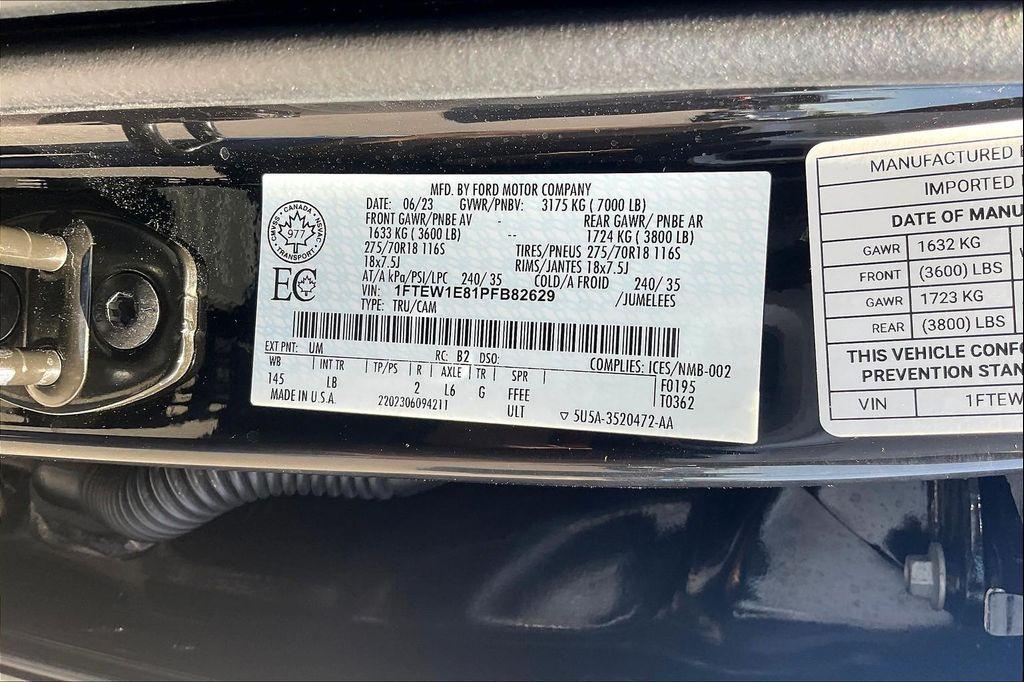 MFD. BY FORD MOTOR COMPANY
DATE: 06/23 GVWR/PNBV: 3175 KG ( 7000 LB)
FRONT GAWR/PNBE AV -- REAR GAWR/ PNBE AR
1633 KG ( 3600 LB) 1724 KG ( 3800 LB)
275/70R18 116S -- TIRES/PNEUS 275/70R18 116S
18x7.5J RIMS/JANTES 18x7.5J
AT/A kPa/PSI/LPC 240/ 35 COLD/A FROID 240/ 35
VIN: 1FTEW1E81PFB82629 /JUMELEES
TYPE: TRU/CAM
CANADA
977
TRANSPORT
CMVSS
NSVAC
EC
EXT PNT: UM RC: B2 DSO: COMPLIES: ICES/NMB-002
WB INT TR TP/PS R AXLE TR SPR F0195
145 LB 2 L6 G FFEE T0362
MADE IN U.S.A. 2202306094211 ULT ▽ 5U5A-3520472-AA
MANUFACTURED
IMPORTED
DATE OF MANU
GAWR 1632 KG
FRONT (3600) LBS
GAWR 1723 KG
REAR (3800) LBS
THIS VEHICLE CONF
PREVENTION STAN
VIN 1FTEW